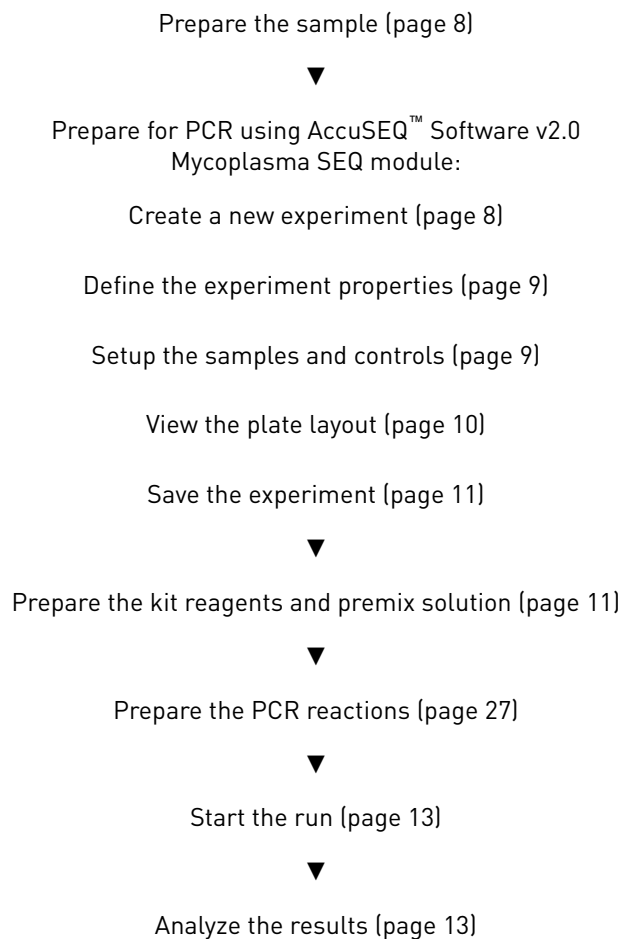 Prepare the sample (page 8)
▼
Prepare for PCR using AccuSEQ™ Software v2.0
Mycoplasma SEQ module:
Create a new experiment (page 8)
Define the experiment properties (page 9)
Setup the samples and controls (page 9)
View the plate layout (page 10)
Save the experiment (page 11)
▼
Prepare the kit reagents and premix solution (page 11)
▼
Prepare the PCR reactions (page 27)
▼
Start the run (page 13)
▼
Analyze the results (page 13)